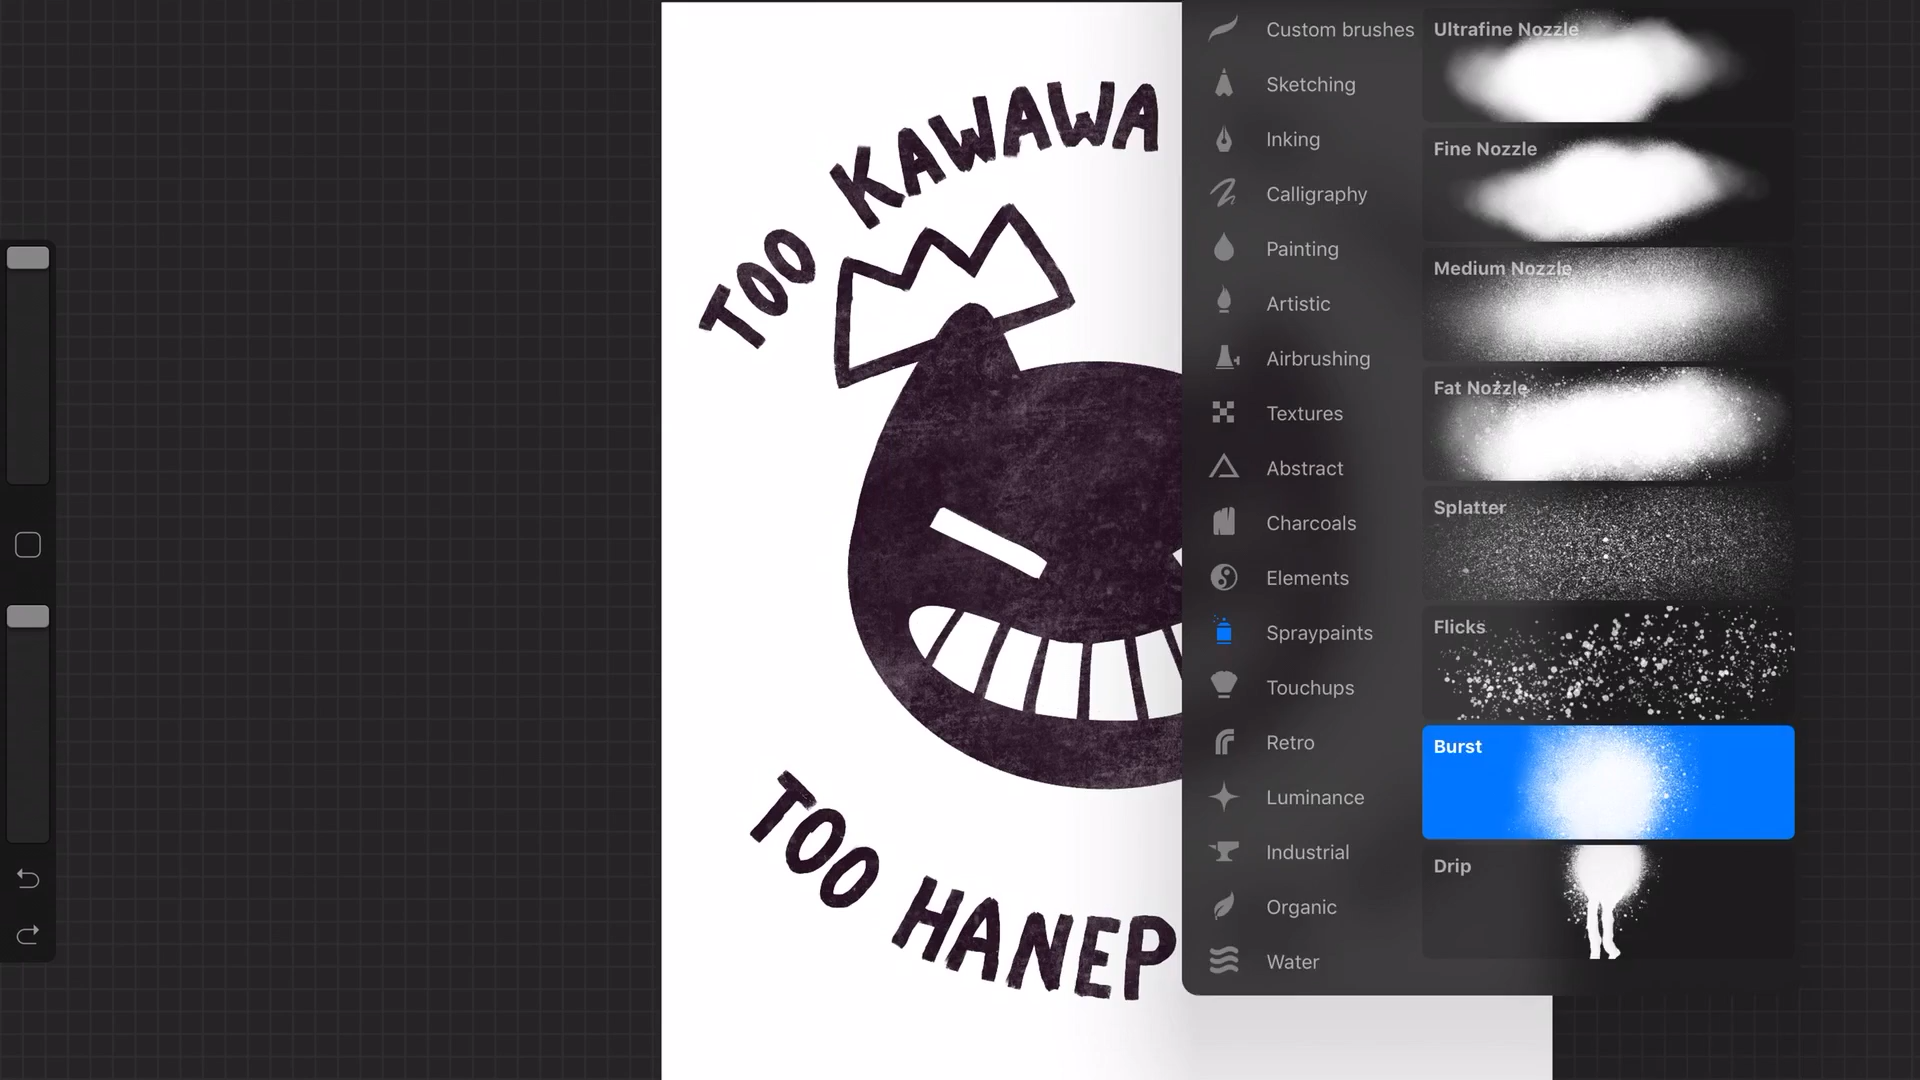 TOO KAWAWA
TOO HANEP
Custom brushes
Sketching
Inking
Calligraphy
Painting
Artistic
Airbrushing
Textures
Abstract
Charcoals
Elements
Spraypaints
Touchups
Retro
Luminance
Industrial
Organic
Water
Ultrafine Nozzle
Fine Nozzle
Medium Nozzle
Fat Nozzle
Splatter
Flicks
Burst
Drip